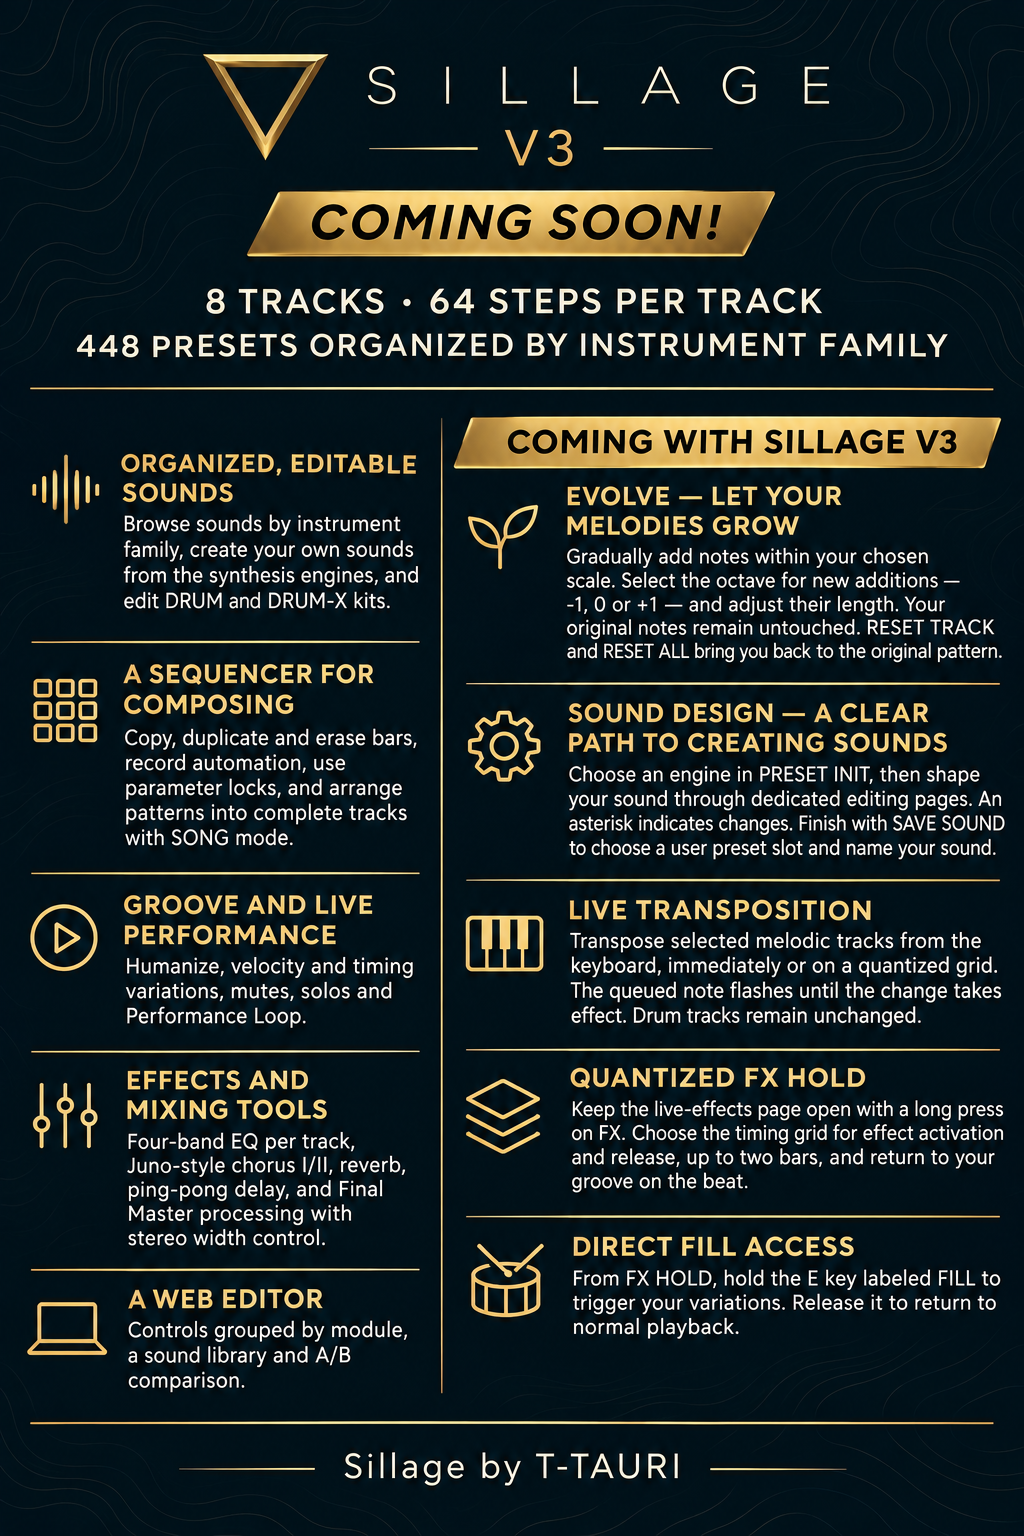 SILLAGE
V3
COMING SOON!
8 TRACKS • 64 STEPS PER TRACK
448 PRESETS ORGANIZED BY INSTRUMENT FAMILY
ORGANIZED, EDITABLE
SOUNDS
Browse sounds by instrument
family, create your own sounds
from the synthesis engines, and
edit DRUM and DRUM-X kits.
A SEQUENCER FOR
COMPOSING
Copy, duplicate and erase bars,
record automation, use
parameter locks, and arrange
patterns into complete tracks
with SONG mode.
GROOVE AND LIVE
PERFORMANCE
Humanize, velocity and timing
variations, mutes, solos and
Performance Loop.
EFFECTS AND
MIXING TOOLS
Four-band EQ per track,
Juno-style chorus I/II, reverb,
ping-pong delay, and Final
Master processing with
stereo width control.
A WEB EDITOR
Controls grouped by module,
a sound library and A/B
comparison.
COMING WITH SILLAGE V3
EVOLVE — LET YOUR
MELODIES GROW
Gradually add notes within your chosen
scale. Select the octave for new additions —
-1, 0 or +1 — and adjust their length. Your
original notes remain untouched. RESET TRACK
and RESET ALL bring you back to the original pattern.
SOUND DESIGN — A CLEAR
PATH TO CREATING SOUNDS
Choose an engine in PRESET INIT, then shape
your sound through dedicated editing pages. An
asterisk indicates changes. Finish with SAVE SOUND
to choose a user preset slot and name your sound.
LIVE TRANSPOSITION
Transpose selected melodic tracks from the
keyboard, immediately or on a quantized grid.
The queued note flashes until the change takes
effect. Drum tracks remain unchanged.
QUANTIZED FX HOLD
Keep the live-effects page open with a long press
on FX. Choose the timing grid for effect activation
and release, up to two bars, and return to your
groove on the beat.
DIRECT FILL ACCESS
From FX HOLD, hold the E key labeled FILL to
trigger your variations. Release it to return to
normal playback.
Sillage by T-TAURI